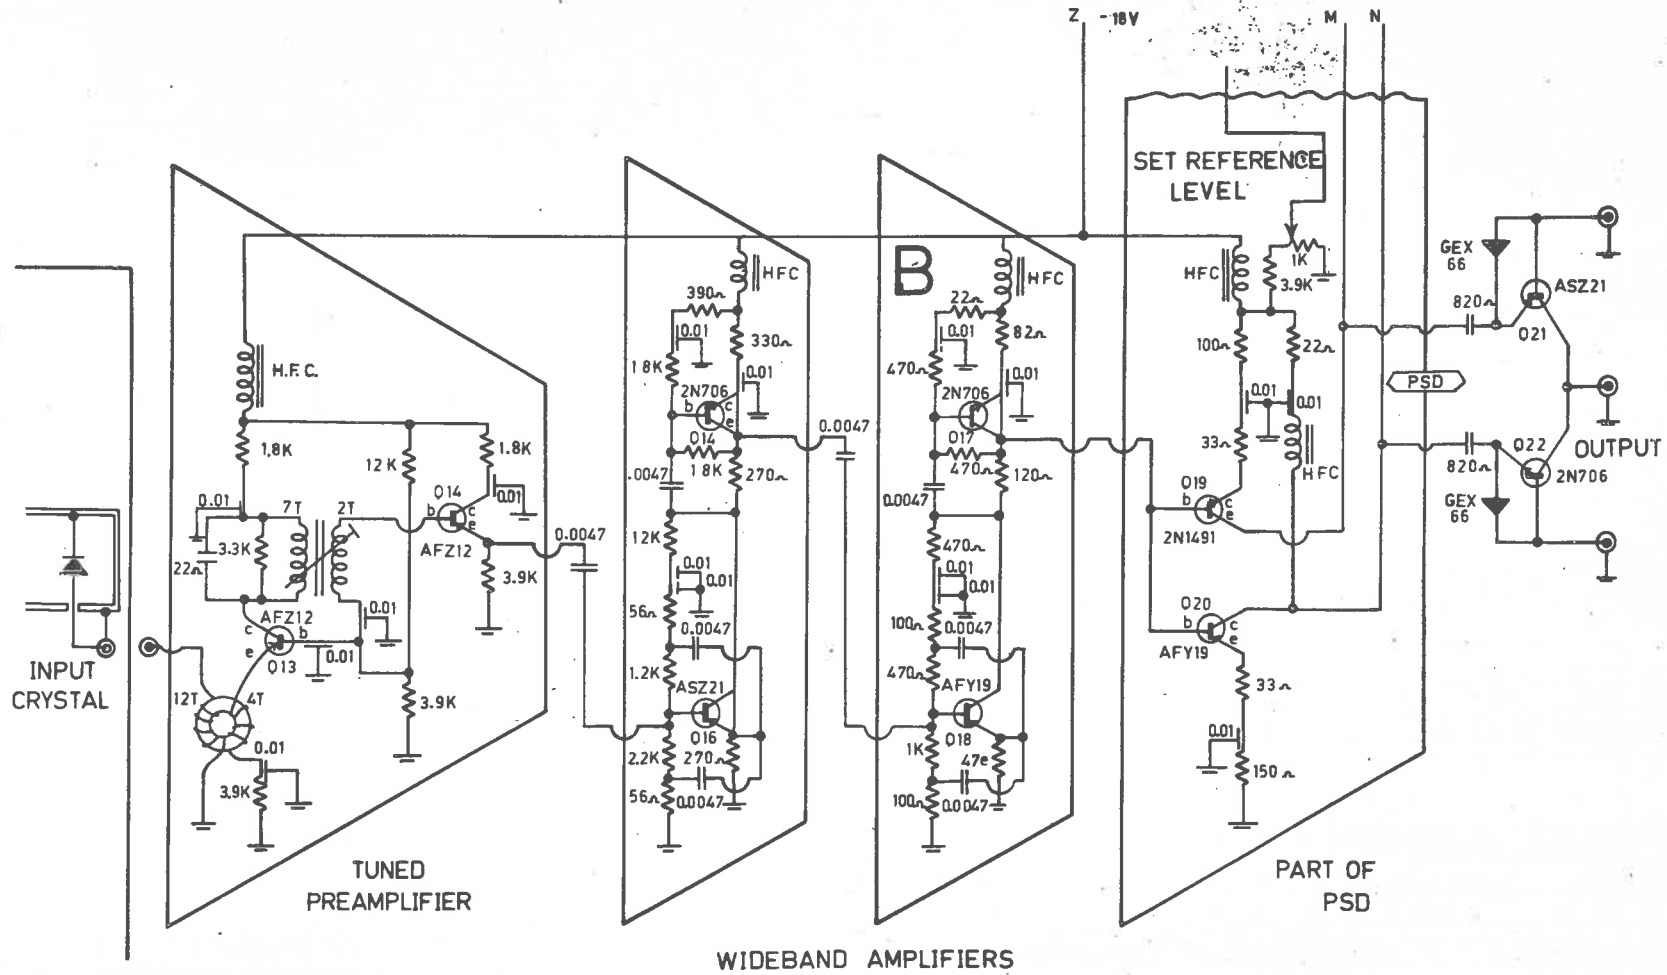 Z -18V M N
SET REFERENCE
LEVEL
B
HFC
HFC
HFC
1K
3.9K
GEX
66
ASZ21
Q21
820Ω
390Ω
0.01
330Ω
18K
0.01
22Ω
0.01
82Ω
470Ω
0.01
100Ω
22Ω
PSD
H.F.C.
1,8K
12K
1.8K
2N706
b c
e
Q14
18K
270Ω
.0047
0.0047
2N706
Q17
470Ω
120Ω
0.0047
0.01
0.01
33Ω
HFC
OUTPUT
820Ω
Q22
2N706
GEX
66
0.01
7T
2T
Q14
b c
e
0.01
AFZ12
3.3K
22Ω
3.9K
0.0047
12K
0.01
0.01
56Ω
470Ω
0.01
0.01
100Ω
Q19
b c
e
2N1491
AFZ12
c b
e
Q13
0.01
0.01
0.0047
1.2K
ASZ21
Q16
2.2K
270Ω
56Ω
0.0047
0.0047
470Ω
AFY19
Q18
1K
47e
100Ω
0.0047
Q20
b c
e
AFY19
33Ω
0.01
150Ω
INPUT
CRYSTAL
12T
4T
3.9K
0.01
3.9K
TUNED
PREAMPLIFIER
PART OF
PSD
WIDEBAND AMPLIFIERS